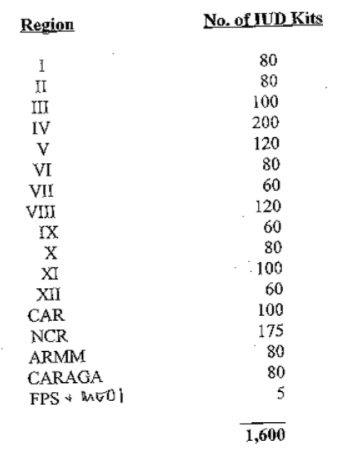 Region No. of IUD Kits
I 80
II 80
III 100
IV 200
V 120
VI 80
VII 60
VIII 120
IX 60
X 80
XI 100
XII 60
CAR 100
NCR 175
ARMM 80
CARAGA 80
FPS + 5
1,600